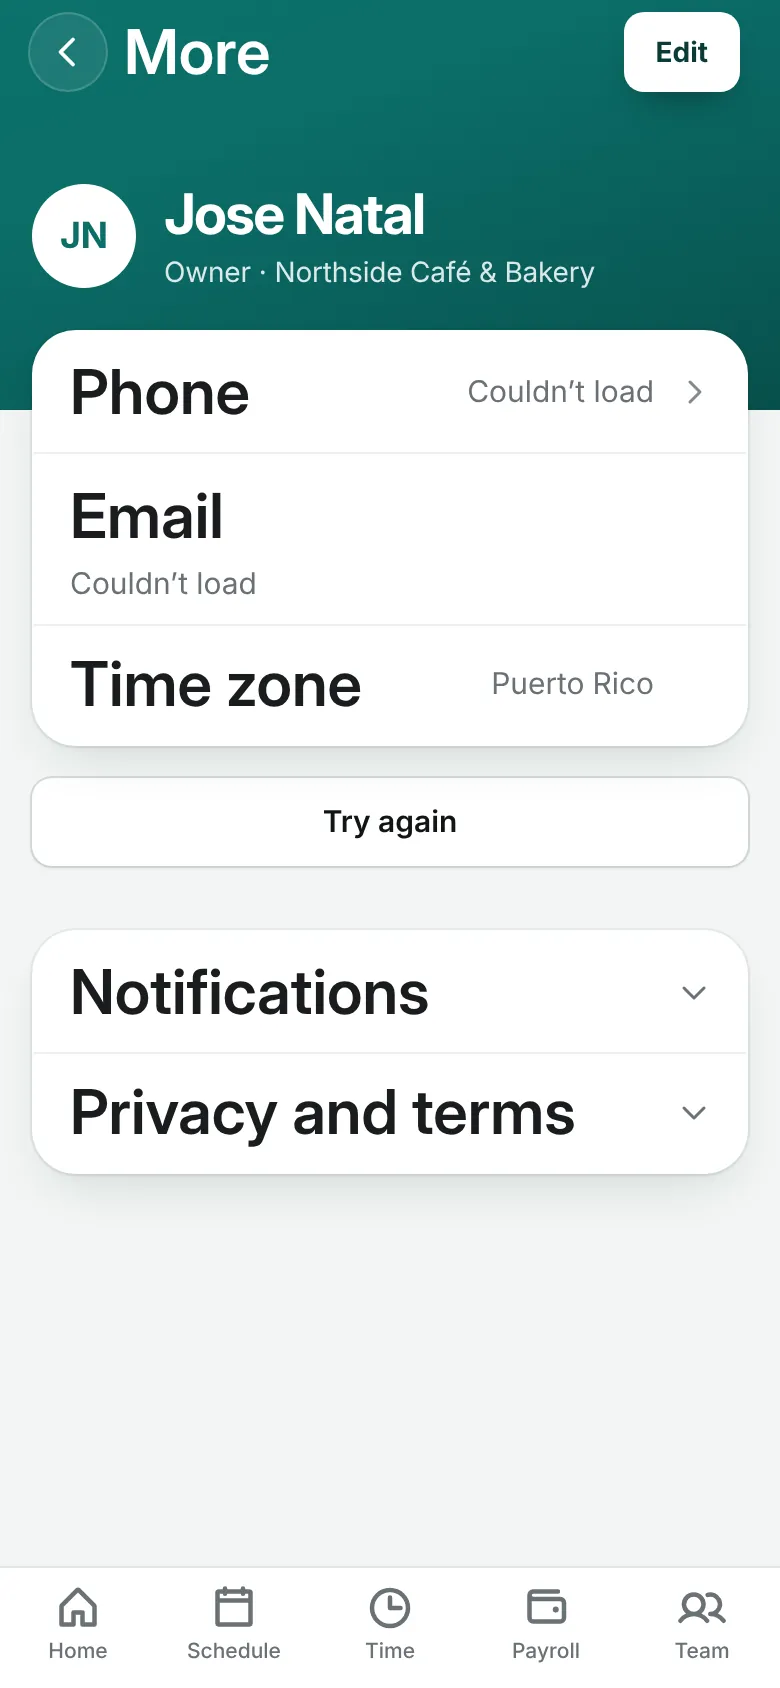 More
Edit
JN
Jose Natal
Owner · Northside Café & Bakery
Phone
Couldn’t load
Email
Couldn’t load
Time zone
Puerto Rico
Try again
Notifications
Privacy and terms
Home
Schedule
Time
Payroll
Team